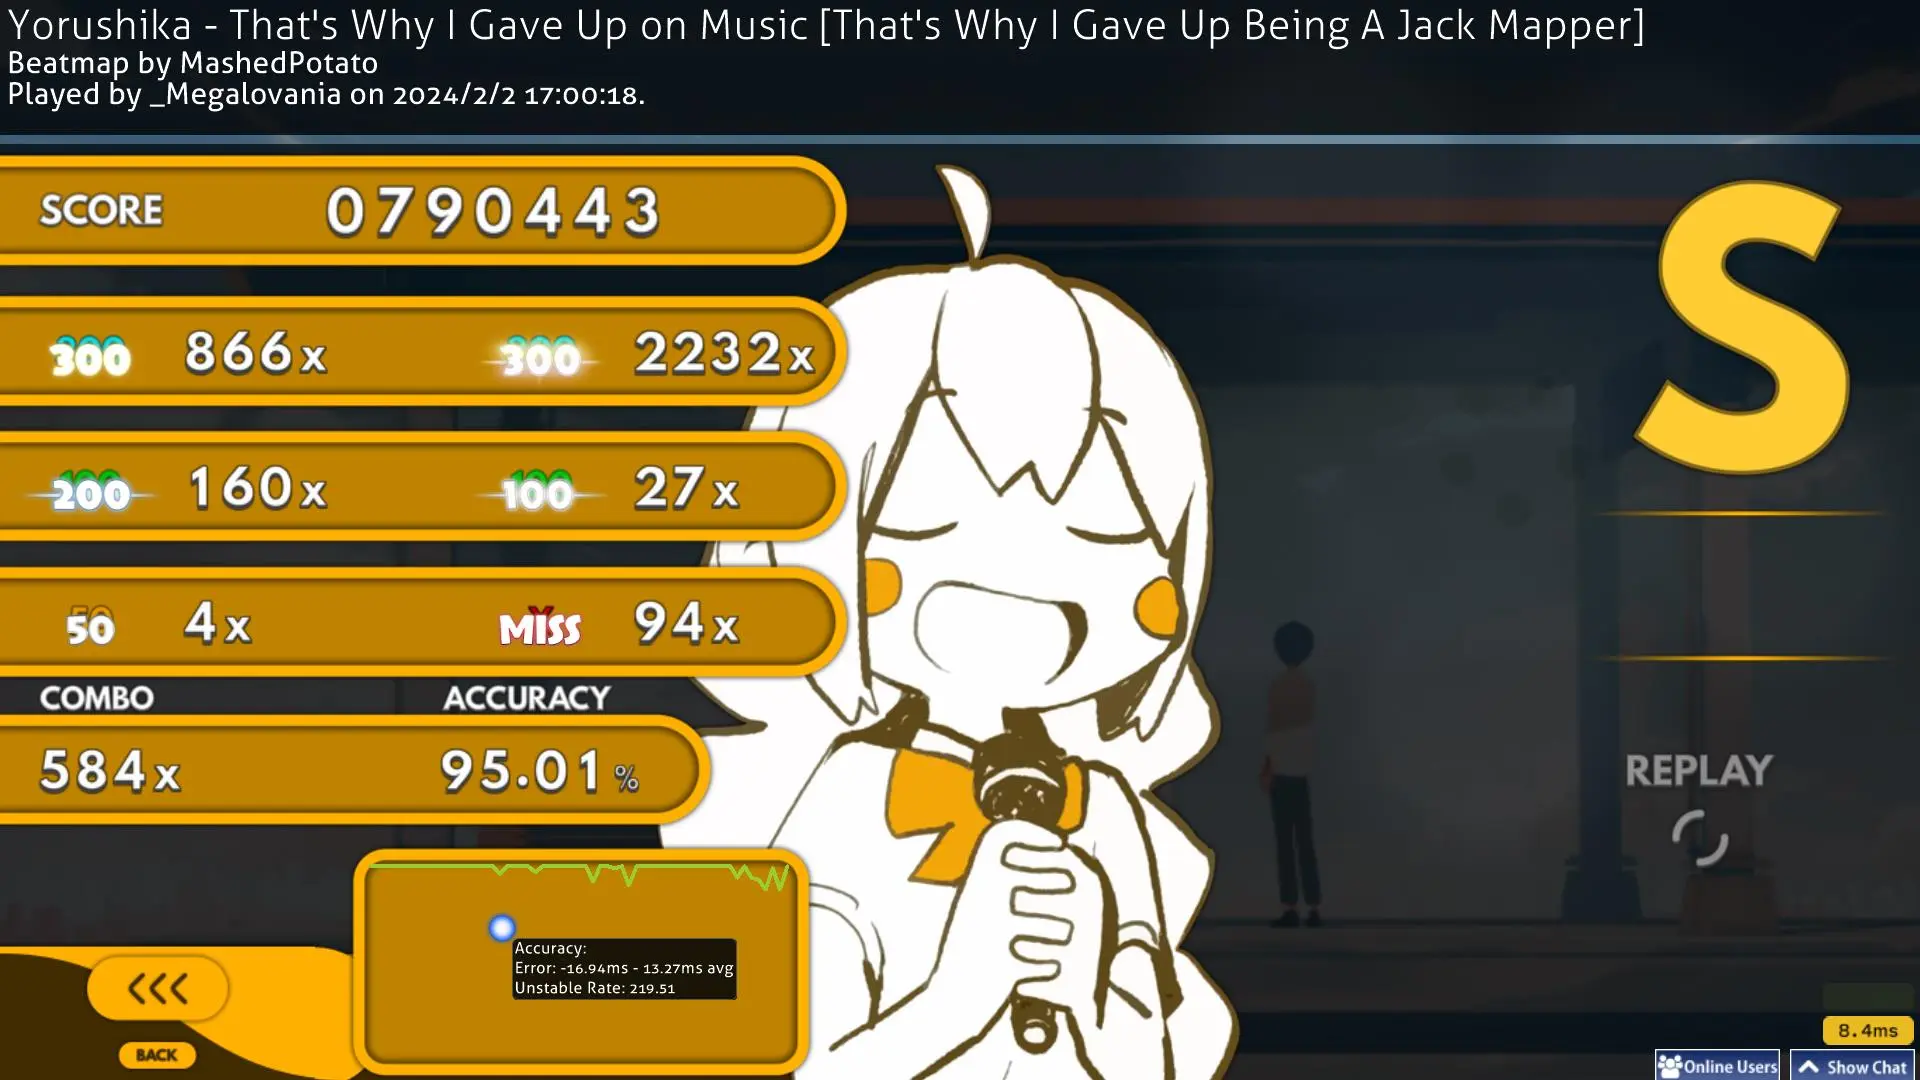 Yorushika - That's Why I Gave Up on Music [That's Why I Gave Up Being A Jack Mapper]
Beatmap by MashedPotato
Played by _Megalovania on 2024/2/2 17:00:18.
SCORE 0790443
300 866x 300 2232x
200 160x 100 27x
50 4x MISS 94x
COMBO ACCURACY
584x 95.01%
REPLAY
Accuracy:
Error: -16.94ms - 13.27ms avg
Unstable Rate: 219.51
S
<<<
BACK
8.4ms
Online Users Show Chat